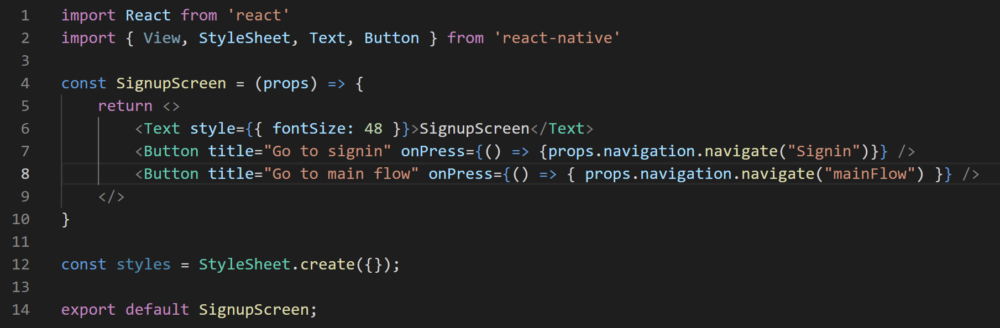 1 import React from 'react'
2 import { View, StyleSheet, Text, Button } from 'react-native'
3
4 const SignupScreen = (props) => {
5     return <>
6         <Text style={{ fontSize: 48 }}>SignupScreen</Text>
7         <Button title="Go to signin" onPress={() => {props.navigation.navigate("Signin")}} />
8         <Button title="Go to main flow" onPress={() => { props.navigation.navigate("mainFlow") }} />
9     </>
10 }
11
12 const styles = StyleSheet.create({});
13
14 export default SignupScreen;